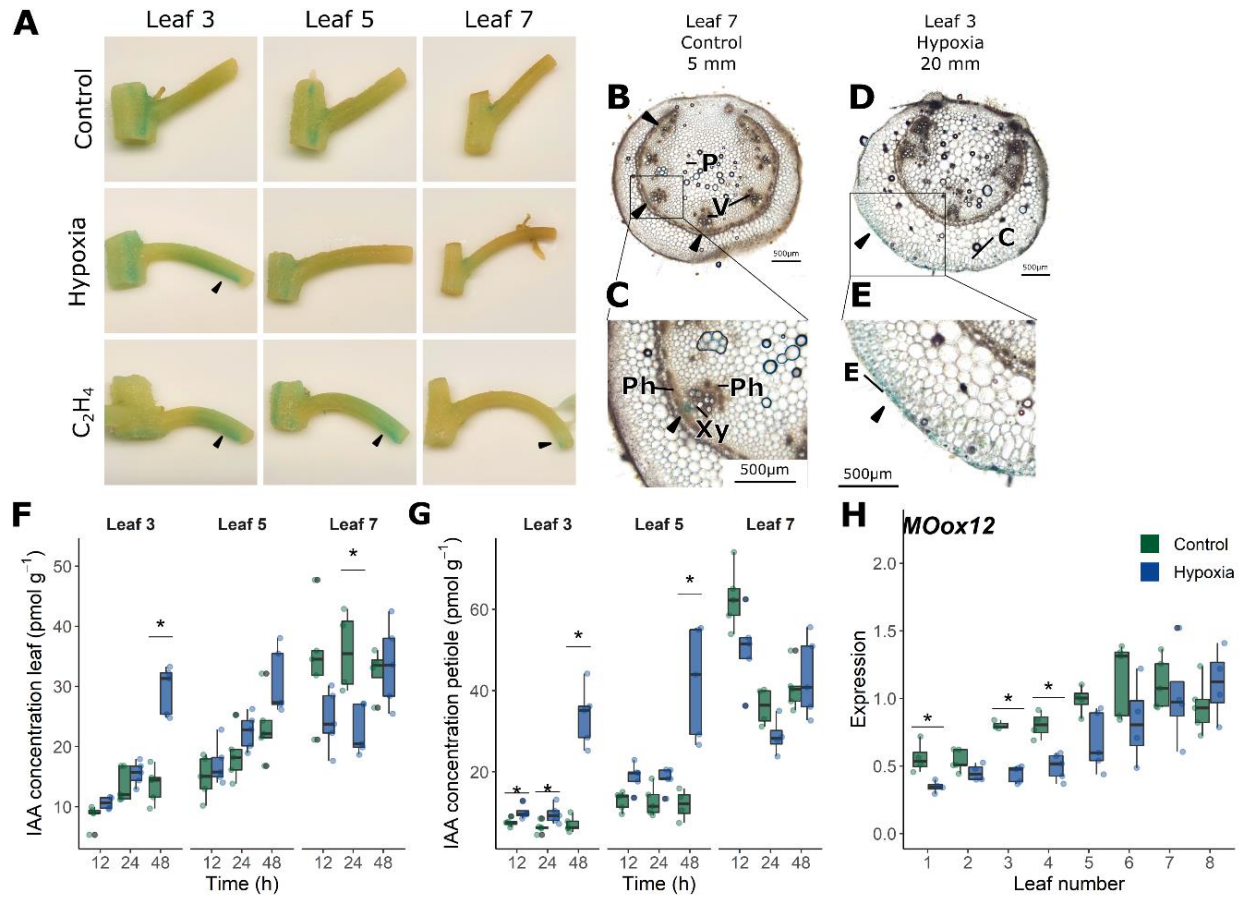 A
Leaf 3
Leaf 5
Leaf 7
Control
Hypoxia
C₂H₄
Leaf 7
Control
5 mm
B
P
V
500µm
C
Ph
Ph
Xy
500µm
Leaf 3
Hypoxia
20 mm
D
C
500µm
E
E
500µm
F
Leaf 3
Leaf 5
Leaf 7
*
*
IAA concentration leaf (pmol g⁻¹)
50
40
30
20
10
12
24
48
12
24
48
12
24
48
Time (h)
G
Leaf 3
Leaf 5
Leaf 7
*
*
*
*
IAA concentration petiole (pmol g⁻¹)
60
40
20
12
24
48
12
24
48
12
24
48
Time (h)
H
MOox12
Control
Hypoxia
*
*
*
Expression
2.0
1.5
1.0
0.5
0.0
1
2
3
4
5
6
7
8
Leaf number